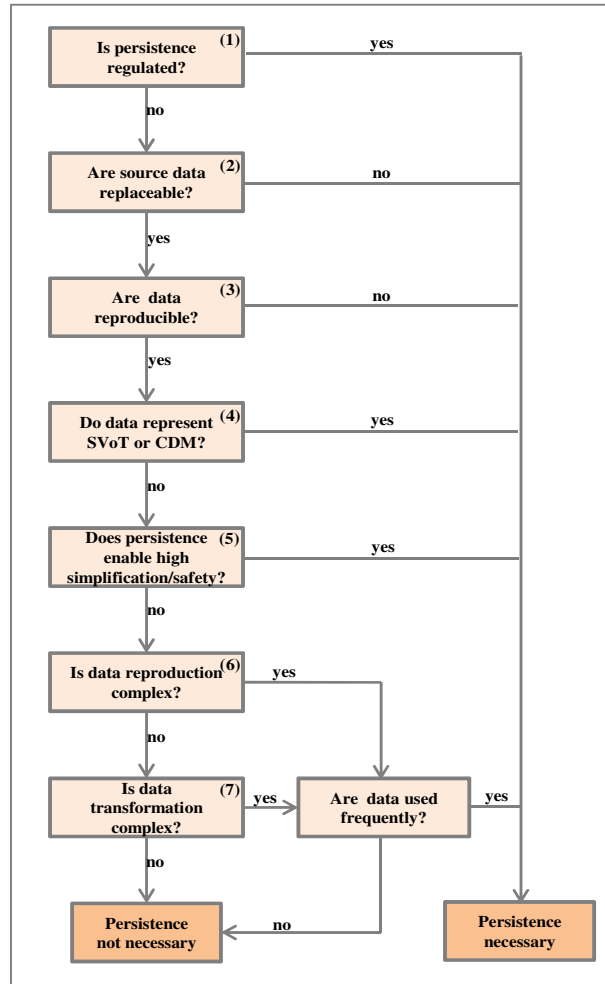 (1)
Is persistence
regulated?
yes
no
(2)
Are source data
replaceable?
no
yes
(3)
Are data
reproducible?
no
yes
(4)
Do data represent
SVoT or CDM?
yes
no
(5)
Does persistence
enable high
simplification/safety?
yes
no
(6)
Is data reproduction
complex?
yes
no
(7)
Is data
transformation
complex?
yes
Are data used
frequently?
yes
no
no
Persistence
not necessary
Persistence
necessary